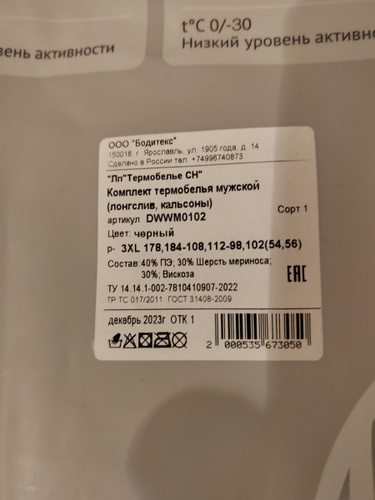 t°C 0/-30
вень активности
Низкий уровень активн
ООО "Бодитекс"
150018, г. Ярославль, ул. 1905 года, д. 14
Сделано в России тел. +74996740873
"Лп"Термобелье СН"
Комплект термобелья мужской
(лонгслив, кальсоны)
Сорт 1
артикул DWWM0102
Цвет: черный
р- 3XL 178,184-108,112-98,102(54,56)
Состав: 40% ПЭ; 30% Шерсть мериноса;
30%; Вискоза
EAC
ТУ 14.14.1-002-7810410907-2022
ТР ТС 017/2011 ГОСТ 31408-2009
декабрь 2023г ОТК 1
2 000535 673050